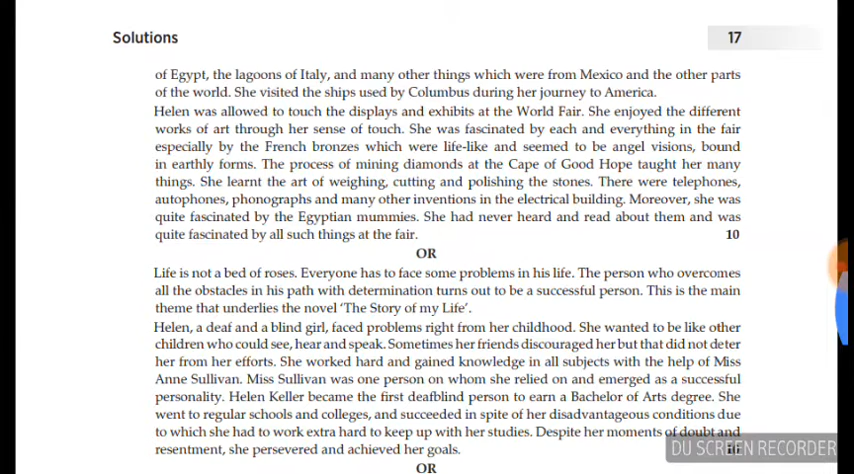 Solutions 17
of Egypt, the lagoons of Italy, and many other things which were from Mexico and the other parts
of the world. She visited the ships used by Columbus during her journey to America.
Helen was allowed to touch the displays and exhibits at the World Fair. She enjoyed the different
works of art through her sense of touch. She was fascinated by each and everything in the fair
especially by the French bronzes which were life-like and seemed to be angel visions, bound
in earthly forms. The process of mining diamonds at the Cape of Good Hope taught her many
things. She learnt the art of weighing, cutting and polishing the stones. There were telephones,
autophones, phonographs and many other inventions in the electrical building. Moreover, she was
quite fascinated by the Egyptian mummies. She had never heard and read about them and was
quite fascinated by all such things at the fair. 10
OR
Life is not a bed of roses. Everyone has to face some problems in his life. The person who overcomes
all the obstacles in his path with determination turns out to be a successful person. This is the main
theme that underlies the novel 'The Story of my Life'.
Helen, a deaf and a blind girl, faced problems right from her childhood. She wanted to be like other
children who could see, hear and speak. Sometimes her friends discouraged her but that did not deter
her from her efforts. She worked hard and gained knowledge in all subjects with the help of Miss
Anne Sullivan. Miss Sullivan was one person on whom she relied on and emerged as a successful
personality. Helen Keller became the first deafblind person to earn a Bachelor of Arts degree. She
went to regular schools and colleges, and succeeded in spite of her disadvantageous conditions due
to which she had to work extra hard to keep up with her studies. Despite her moments of doubt and
resentment, she persevered and achieved her goals.
DU SCREEN RECORDER
OR